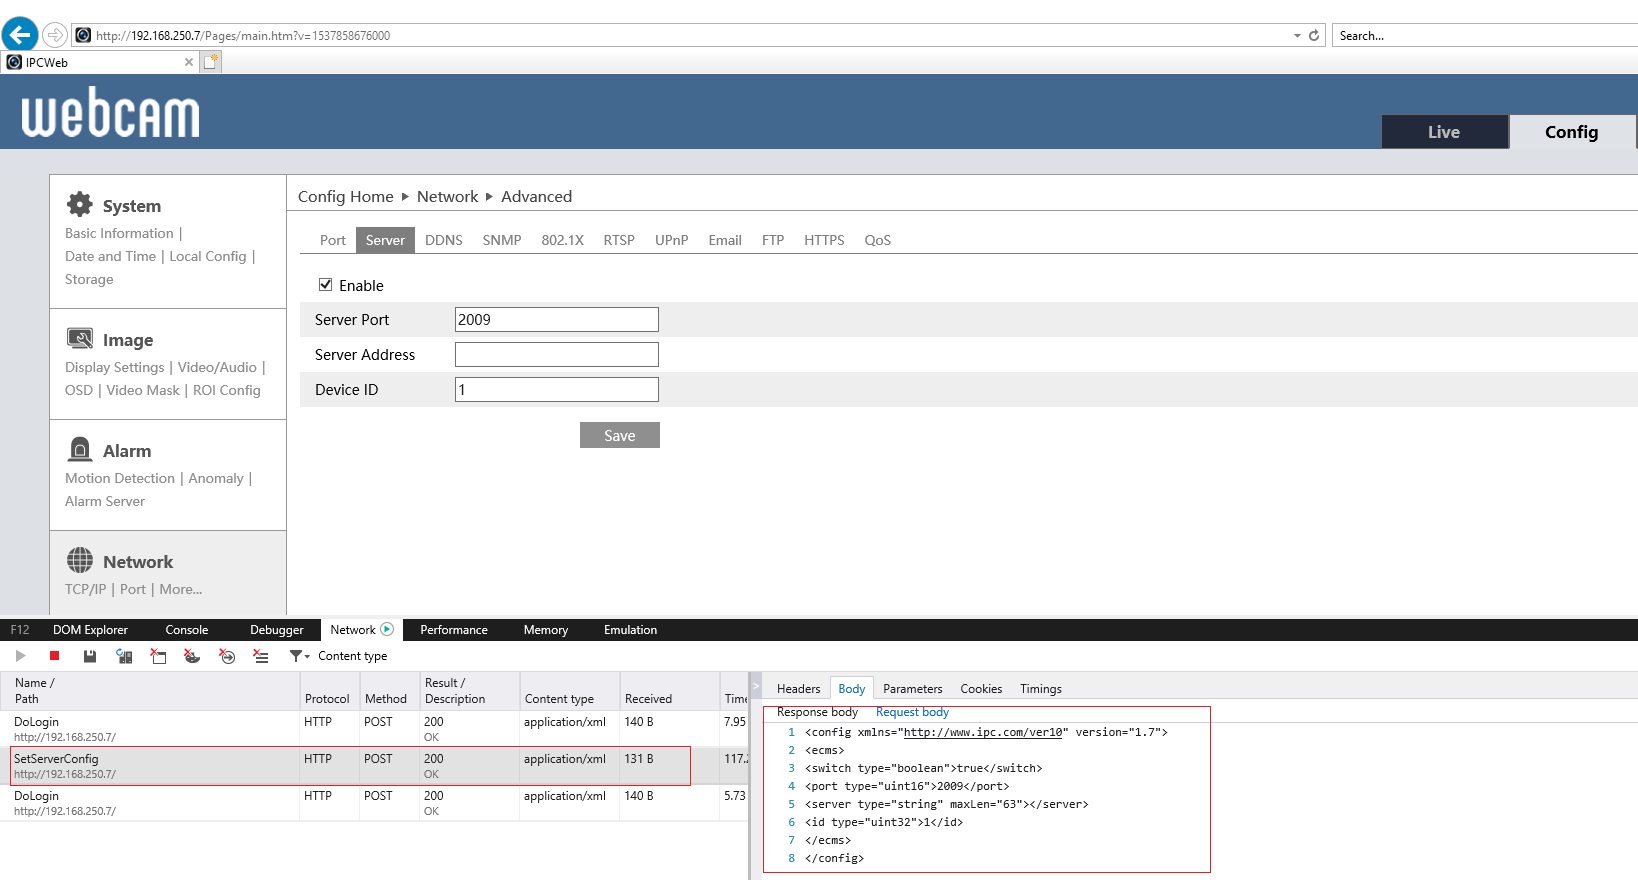 http://192.168.250.7/Pages/main.htm?v=1537858676000
Search...
IPCWeb
webcam
Live
Config
System
Basic Information |
Date and Time | Local Config |
Storage
Image
Display Settings | Video/Audio |
OSD | Video Mask | ROI Config
Alarm
Motion Detection | Anomaly |
Alarm Server
Network
TCP/IP | Port | More...
Config Home ▸ Network ▸ Advanced
Port Server DDNS SNMP 802.1X RTSP UPnP Email FTP HTTPS QoS
Enable
Server Port 2009
Server Address
Device ID 1
Save
F12 DOM Explorer Console Debugger Network Performance Memory Emulation
Content type
Name /
Path
Protocol
Method
Result /
Description
Content type
Received
Time
DoLogin HTTP POST 200 application/xml 140 B 7.95
http://192.168.250.7/ OK
SetServerConfig HTTP POST 200 application/xml 131 B 117.2
http://192.168.250.7/ OK
DoLogin HTTP POST 200 application/xml 140 B 5.73
http://192.168.250.7/ OK
Headers Body Parameters Cookies Timings
Response body Request body
1 <config xmlns="http://www.ipc.com/ver10" version="1.7">
2 <ecms>
3 <switch type="boolean">true</switch>
4 <port type="uint16">2009</port>
5 <server type="string" maxLen="63"></server>
6 <id type="uint32">1</id>
7 </ecms>
8 </config>